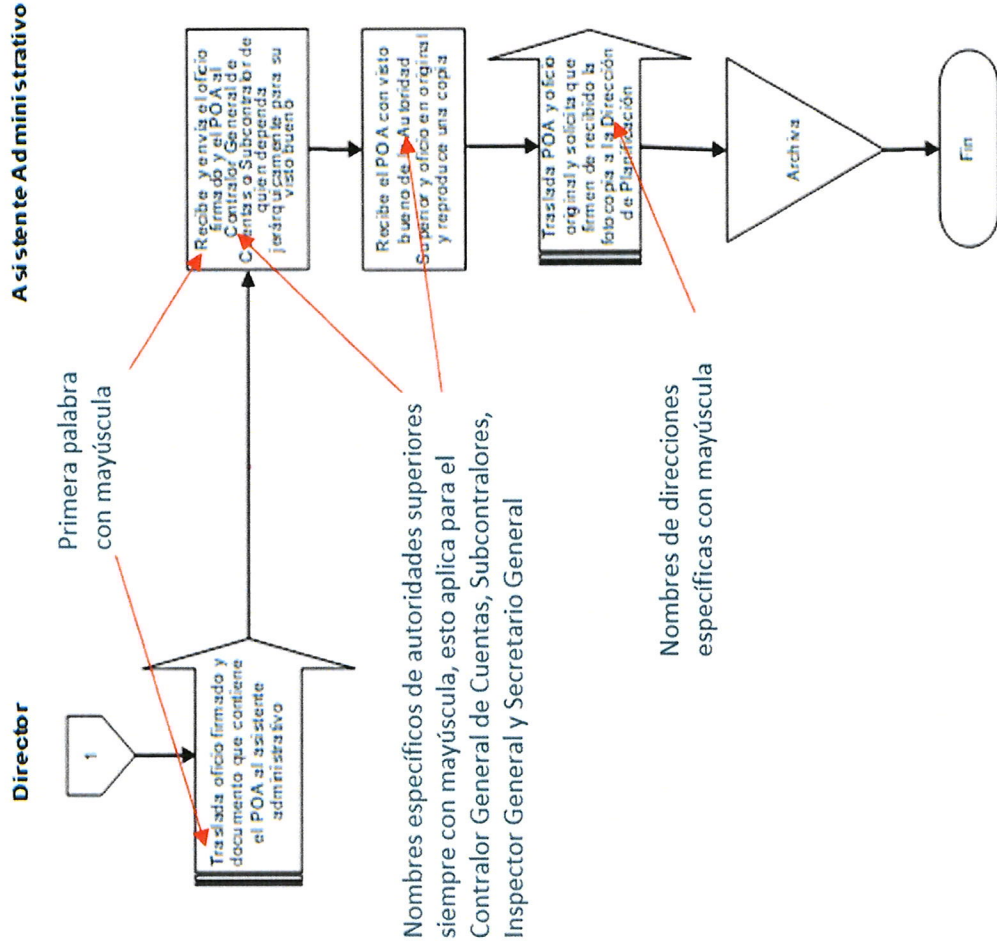 Director
Asistente Administrativo
1
Traslada oficio firmado y
documento que contiene
el POA al asistente
administrativo
Recibe y envía el oficio
firmado y el POA al
Contralor General de
Cuentas o Subcontralor de
quien dependa
jerárquicamente para su
visto bueno
Recibe el POA con visto
bueno de la Autoridad
Superior y oficio en original
y reproduce una copia
Traslada POA y oficio
original y solicita que
firmen de recibido la
fotocopia a la Dirección
de Planificación
Archiva
Fin
Primera palabra
con mayúscula
Nombres específicos de autoridades superiores
siempre con mayúscula, esto aplica para el
Contralor General de Cuentas, Subcontralores,
Inspector General y Secretario General
Nombres de direcciones
específicas con mayúscula